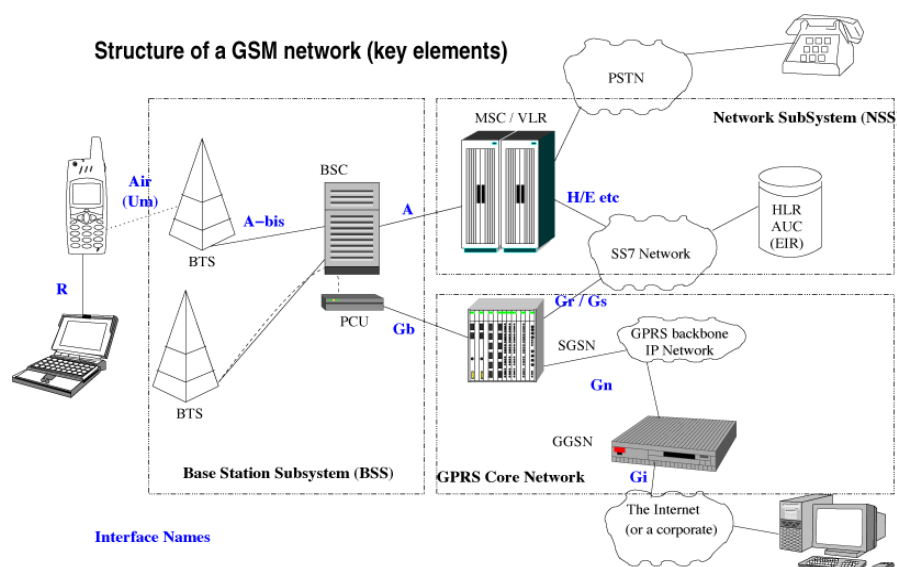 Structure of a GSM network (key elements)
PSTN
MSC / VLR
Network SubSystem (NSS
BSC
Air
(Um)
A-bis
A
H/E etc
HLR
AUC
(EIR)
BTS
SS7 Network
R
PCU
Gb
Gr / Gs
SGSN
GPRS backbone
IP Network
Gn
BTS
GGSN
Base Station Subsystem (BSS)
GPRS Core Network
Gi
The Internet
(or a corporate)
Interface Names